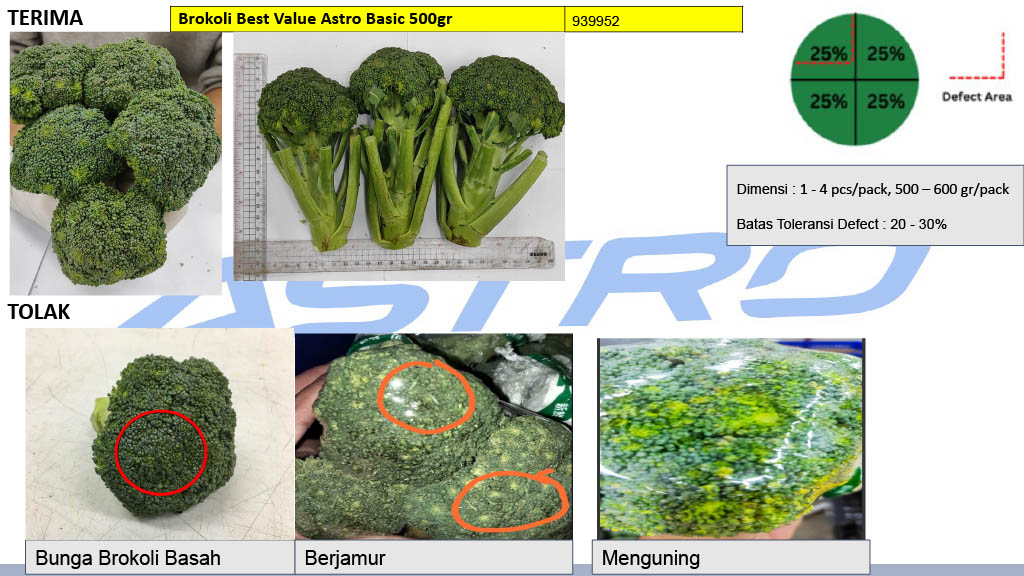 TERIMA
Brokoli Best Value Astro Basic 500gr
939952
25% 25%
25% 25%
Defect Area
Dimensi : 1 - 4 pcs/pack, 500 – 600 gr/pack
Batas Toleransi Defect : 20 - 30%
ASTRO
TOLAK
Bunga Brokoli Basah
Berjamur
Menguning